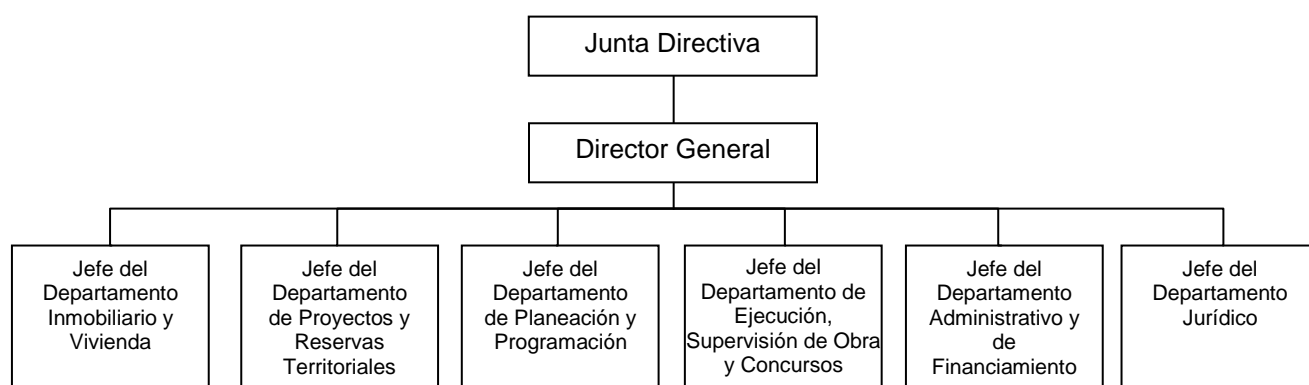 Junta Directiva
Director General
Jefe del
Departamento
Inmobiliario y
Vivienda
Jefe del
Departamento
de Proyectos y
Reservas
Territoriales
Jefe del
Departamento
de Planeación y
Programación
Jefe del
Departamento de
Ejecución,
Supervisión de Obra
y Concursos
Jefe del
Departamento
Administrativo y
de
Financiamiento
Jefe del
Departamento
Jurídico